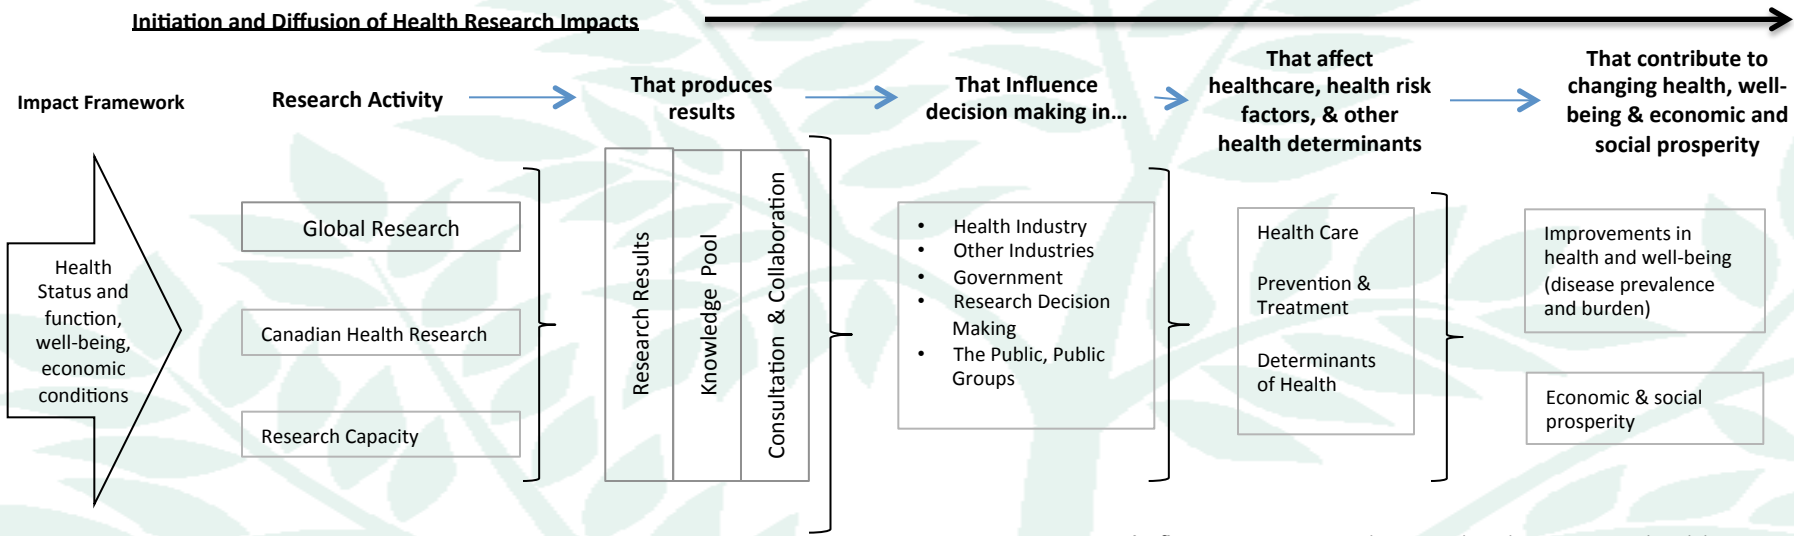 Initiation and Diffusion of Health Research Impacts
Impact Framework
Health
Status and
function,
well-being,
economic
conditions
Research Activity
Global Research
Canadian Health Research
Research Capacity
That produces
results
Research Results
Knowledge Pool
Consultation & Collaboration
That Influence
decision making in...
• Health Industry
• Other Industries
• Government
• Research Decision
Making
• The Public, Public
Groups
That affect
healthcare, health risk
factors, & other
health determinants
Health Care
Prevention &
Treatment
Determinants
of Health
That contribute to
changing health, well-
being & economic and
social prosperity
Improvements in
health and well-being
(disease prevalence
and burden)
Economic & social
prosperity